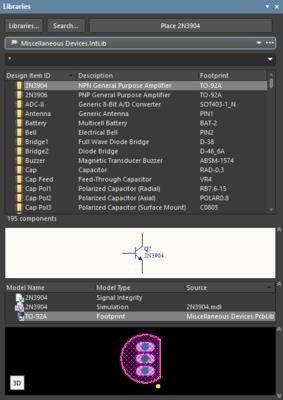 Libraries
Libraries...
Search...
Place 2N3904
Miscellaneous Devices.IntLib
*
Design Item ID Description Footprint
2N3904 NPN General Purpose Amplifier TO-92A
2N3906 PNP General Purpose Amplifier TO-92A
ADC-8 Generic 8-Bit A/D Converter SOT403-1_N
Antenna Generic Antenna PIN1
Battery Multicell Battery BAT-2
Bell Electrical Bell PIN2
Bridge1 Full Wave Diode Bridge D-38
Bridge2 Diode Bridge D-46_6A
Buzzer Magnetic Transducer Buzzer ABSM-1574
Cap Capacitor RAD-0.3
Cap Feed Feed-Through Capacitor VR4
Cap Pol1 Polarized Capacitor (Radial) RB7.6-15
Cap Pol2 Polarized Capacitor (Axial) POLAR0.8
Cap Pol3 Polarized Capacitor (Surface Mount) C0805
195 components
Q?
2N3904
Model Name Model Type Source
2N3904 Signal Integrity
2N3904 Simulation 2N3904.mdl
TO-92A Footprint Miscellaneous Devices.PcbLib
3D